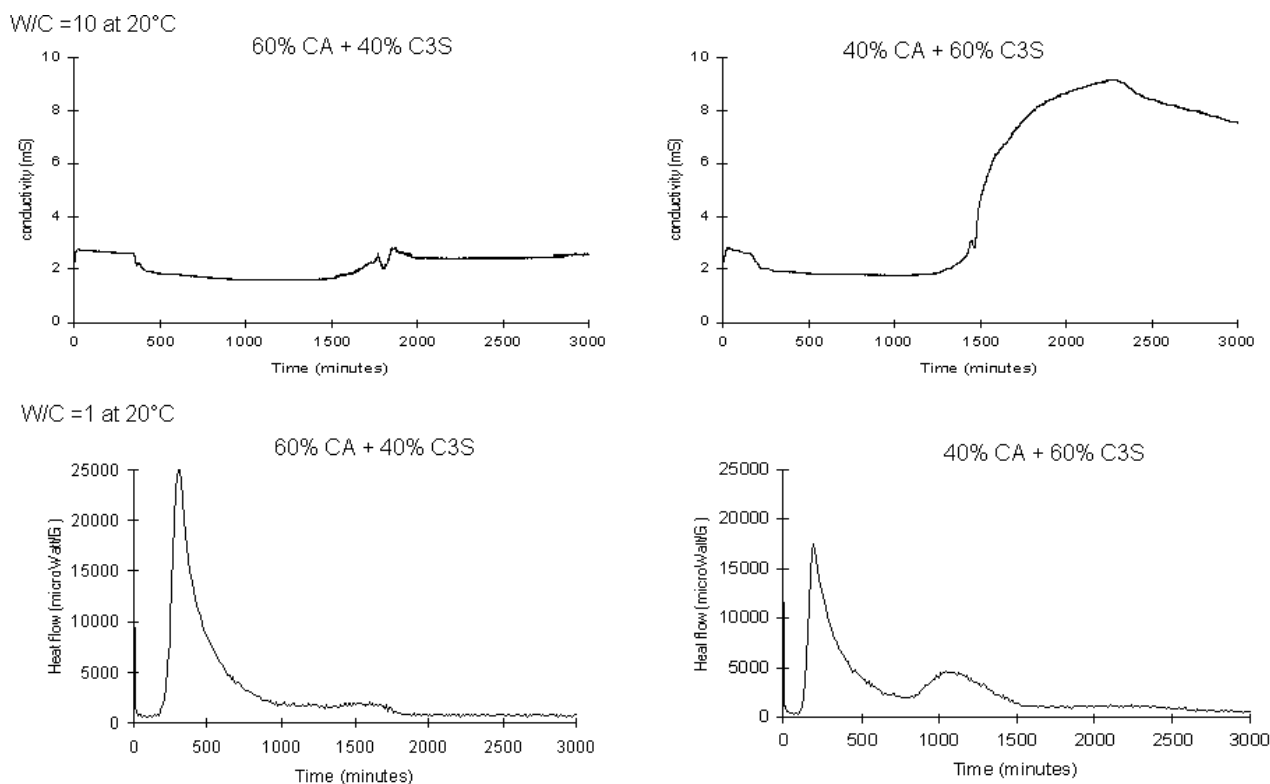 W/C =10 at 20°C
60% CA + 40% C3S
40% CA + 60% C3S
10
8
6
4
2
0
conductivity (mS)
0 500 1000 1500 2000 2500 3000
Time (minutes)
10
8
6
4
2
0
conductivity (mS)
0 500 1000 1500 2000 2500 3000
Time (minutes)
W/C =1 at 20°C
60% CA + 40% C3S
40% CA + 60% C3S
25000
20000
15000
10000
5000
0
Heat flow (microWatt/G)
0 500 1000 1500 2000 2500 3000
Time (minutes)
25000
20000
15000
10000
5000
0
Heal flow (microWalt/G)
0 500 1000 1500 2000 2500 3000
Time (minutes)